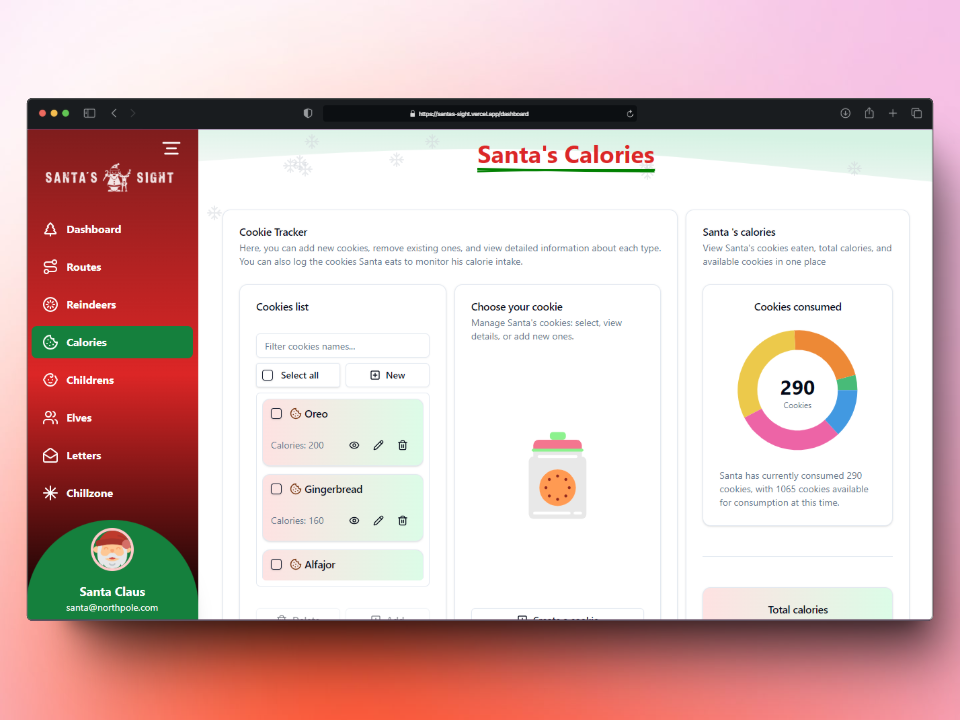 https://santas-sight.vercel.app/dashboard
SANTA'S SIGHT
Dashboard
Routes
Reindeers
Calories
Childrens
Elves
Letters
Chillzone
Santa Claus
santa@northpole.com
Santa's Calories
Cookie Tracker
Here, you can add new cookies, remove existing ones, and view detailed information about each type.
You can also log the cookies Santa eats to monitor his calorie intake.
Cookies list
Filter cookies names...
Select all
New
Oreo
Calories: 200
Gingerbread
Calories: 160
Alfajor
Delete
Add
Choose your cookie
Manage Santa's cookies: select, view
details, or add new ones.
Create a cookie
Santa 's calories
View Santa's cookies eaten, total calories, and
available cookies in one place
Cookies consumed
290
Cookies
Santa has currently consumed 290
cookies, with 1065 cookies available
for consumption at this time.
Total calories